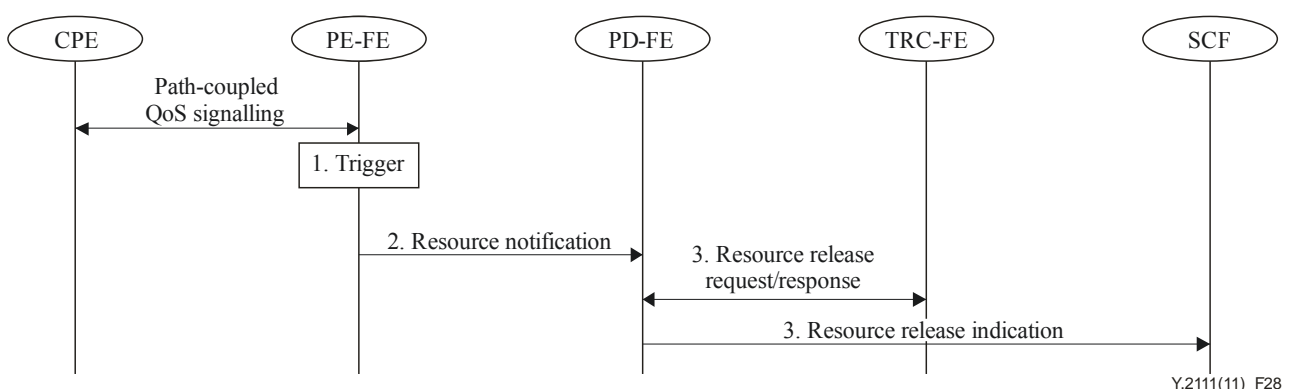 CPE
PE-FE
PD-FE
TRC-FE
SCF
Path-coupled
QoS signalling
1. Trigger
2. Resource notification
3. Resource release
request/response
3. Resource release indication
Y.2111(11)_F28